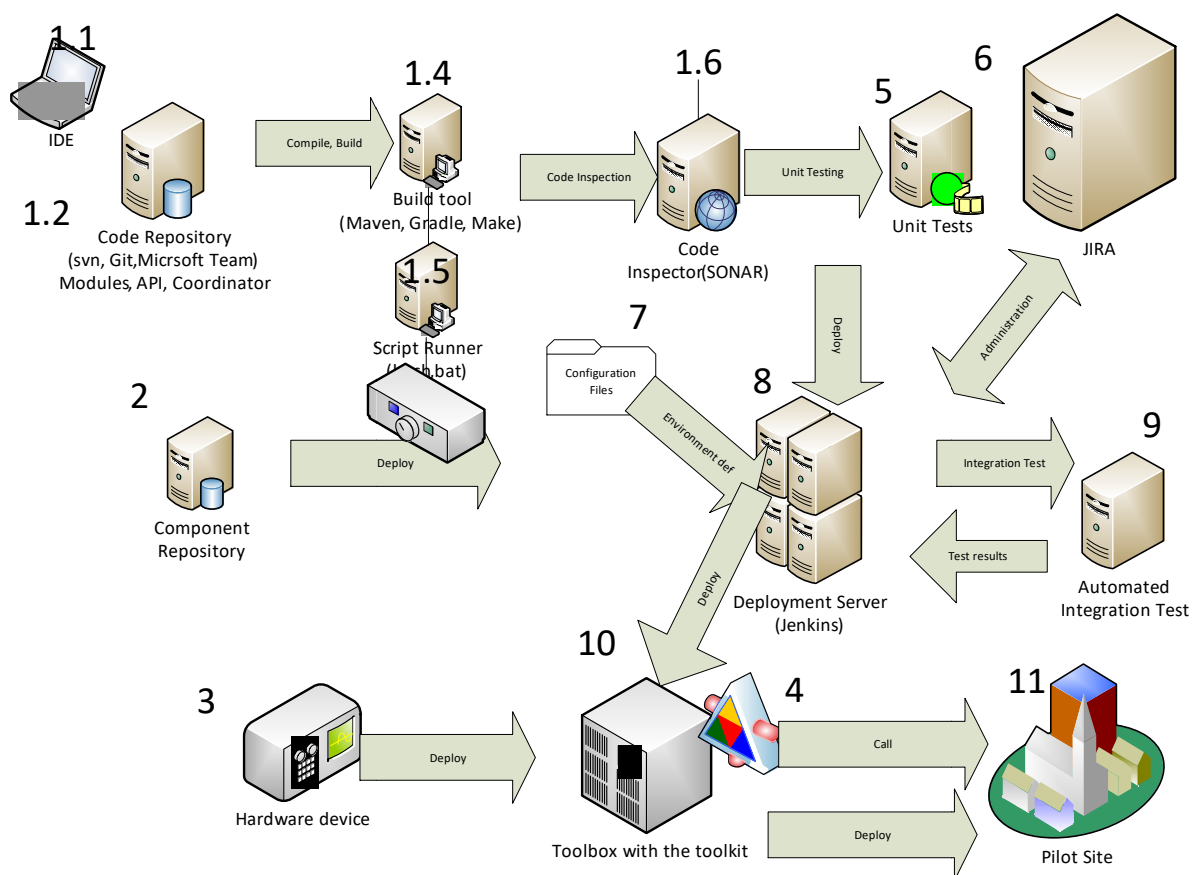 1.1
IDE
1.2
Code Repository
(svn, Git,Micrsoft Team)
Modules, API, Coordinator
Compile, Build
1.4
Build tool
(Maven, Gradle, Make)
1.5
Script Runner
Code Inspection
1.6
Code
Inspector(SONAR)
Unit Testing
5
Unit Tests
6
JIRA
Administration
Deploy
7
Configuration
Files
Environment def
8
Deployment Server
(Jenkins)
Integration Test
9
Automated
Integration Test
Test results
2
Component
Repository
Deploy
Deploy
3
Hardware device
Deploy
10
Toolbox with the toolkit
4
Call
Deploy
11
Pilot Site